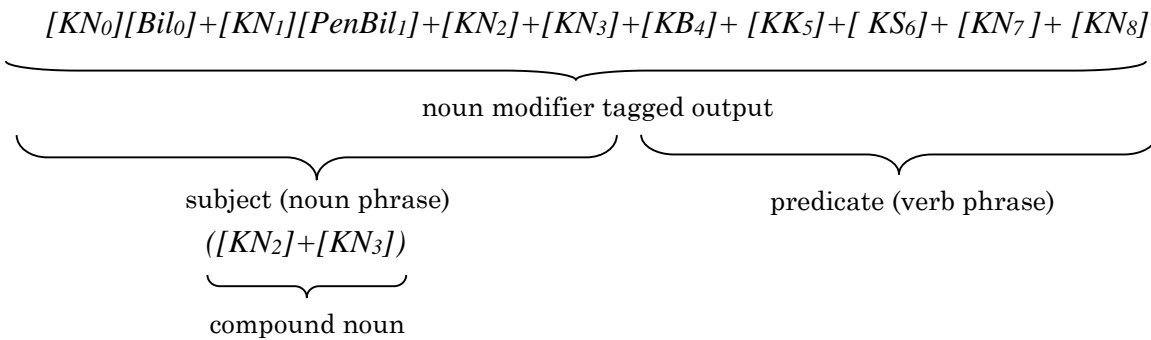 [KN₀][Bil₀]+[KN₁][PenBil₁]+[KN₂]+[KN₃]+[KB₄]+ [KK₅]+[ KS₆]+ [KN₇]+ [KN₈]
noun modifier tagged output
subject (noun phrase) predicate (verb phrase)
([KN₂]+[KN₃])
compound noun